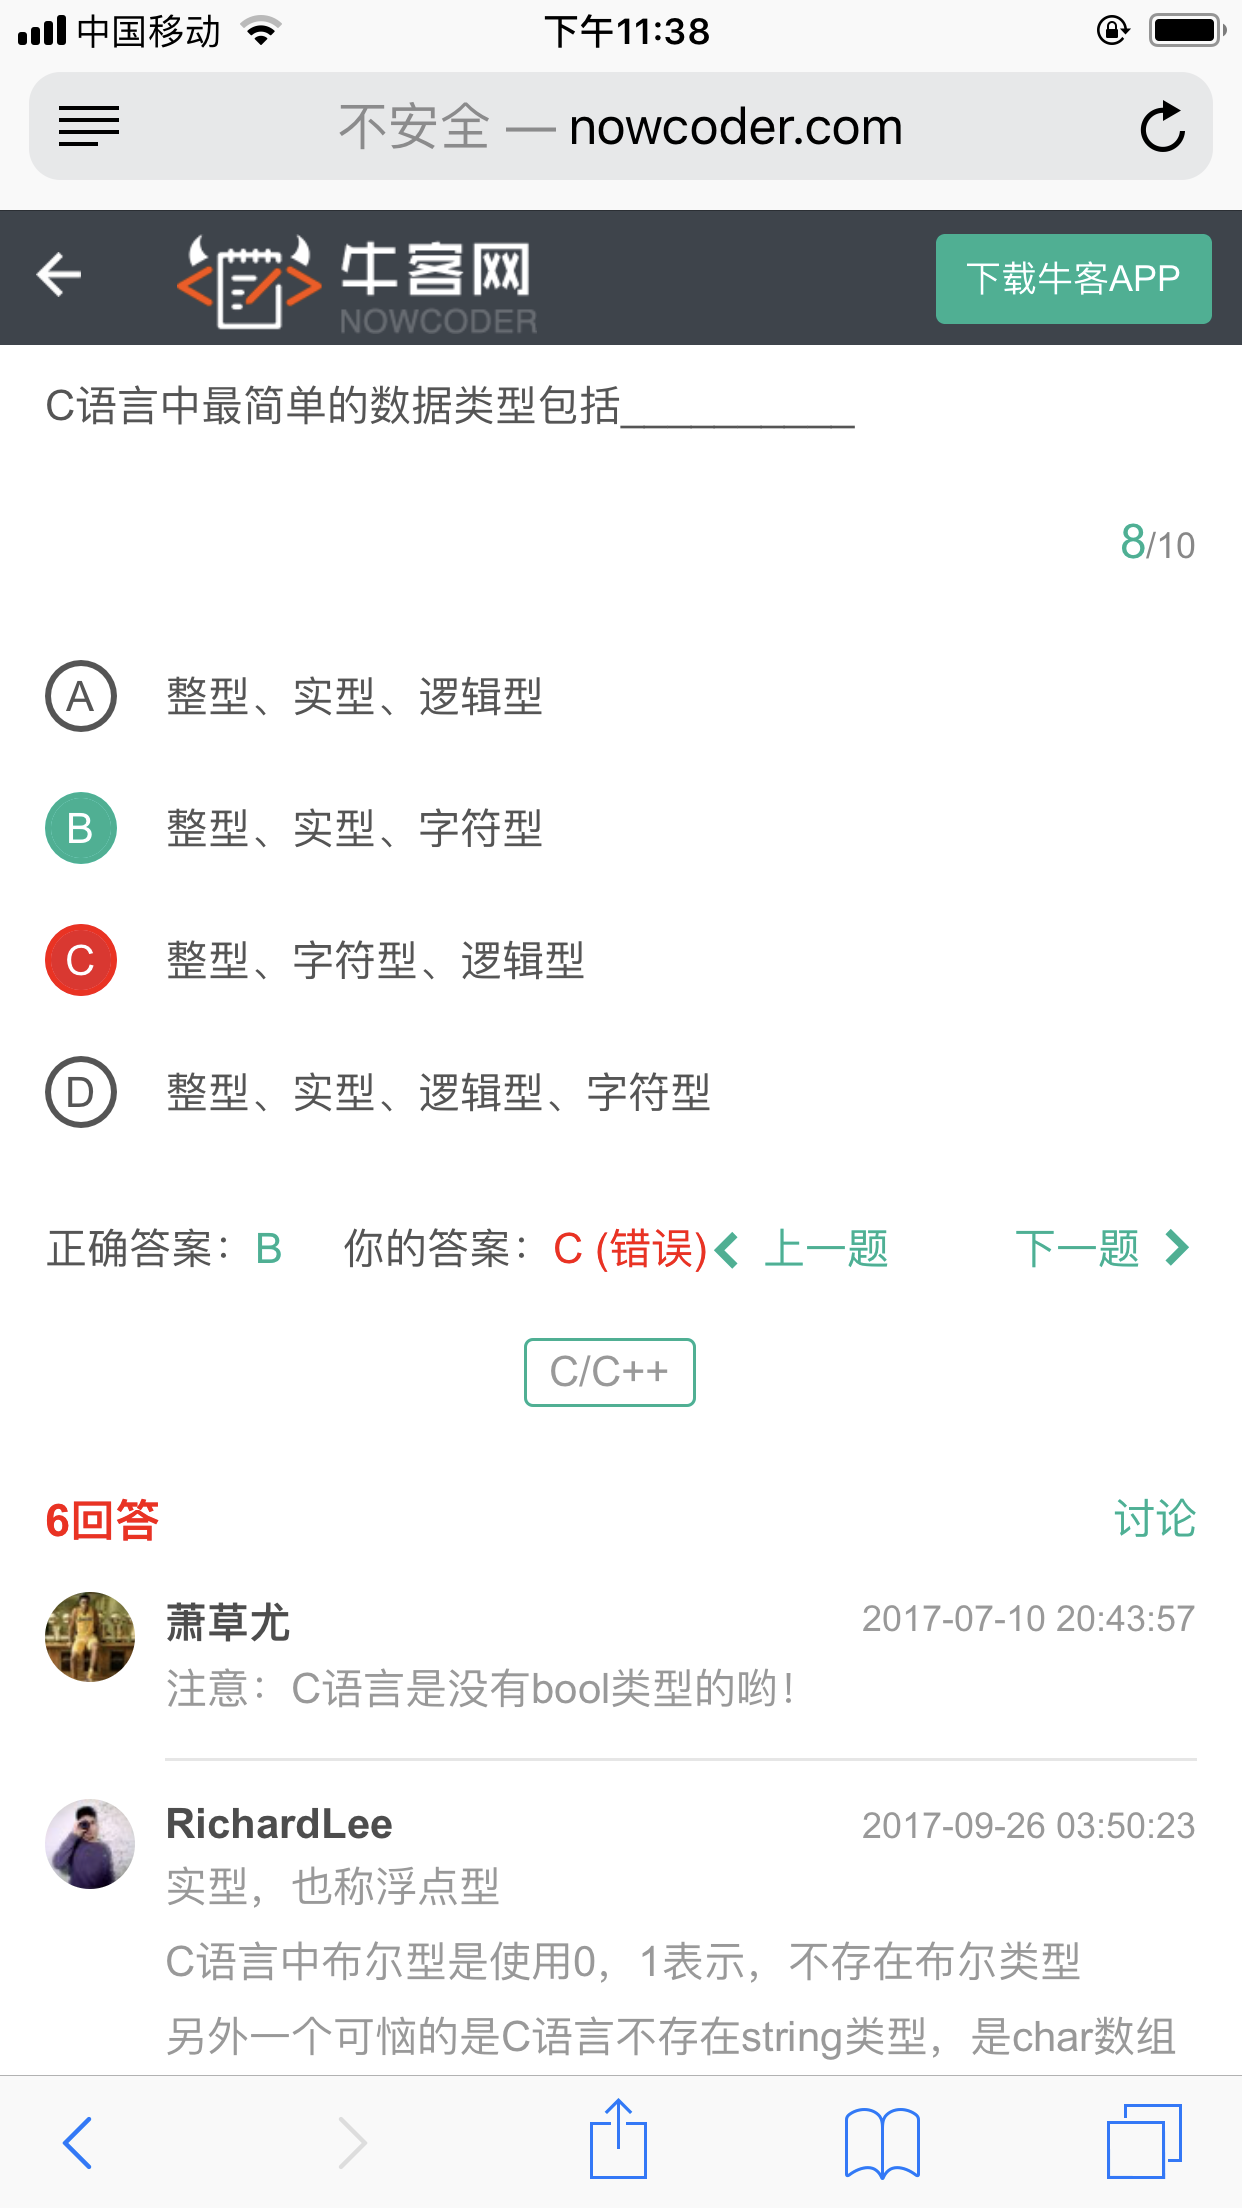 中国移动
下午11:38
不安全 — nowcoder.com
牛客网
NOWCODER
下载牛客APP
C语言中最简单的数据类型包括__________
8/10
A 整型、实型、逻辑型
B 整型、实型、字符型
C 整型、字符型、逻辑型
D 整型、实型、逻辑型、字符型
正确答案：B 你的答案：C (错误) 上一题 下一题
C/C++
6回答 讨论
萧草尤 2017-07-10 20:43:57
注意：C语言是没有bool类型的哟！
RichardLee 2017-09-26 03:50:23
实型，也称浮点型
C语言中布尔型是使用0，1表示，不存在布尔类型
另外一个可恼的是C语言不存在string类型，是char数组